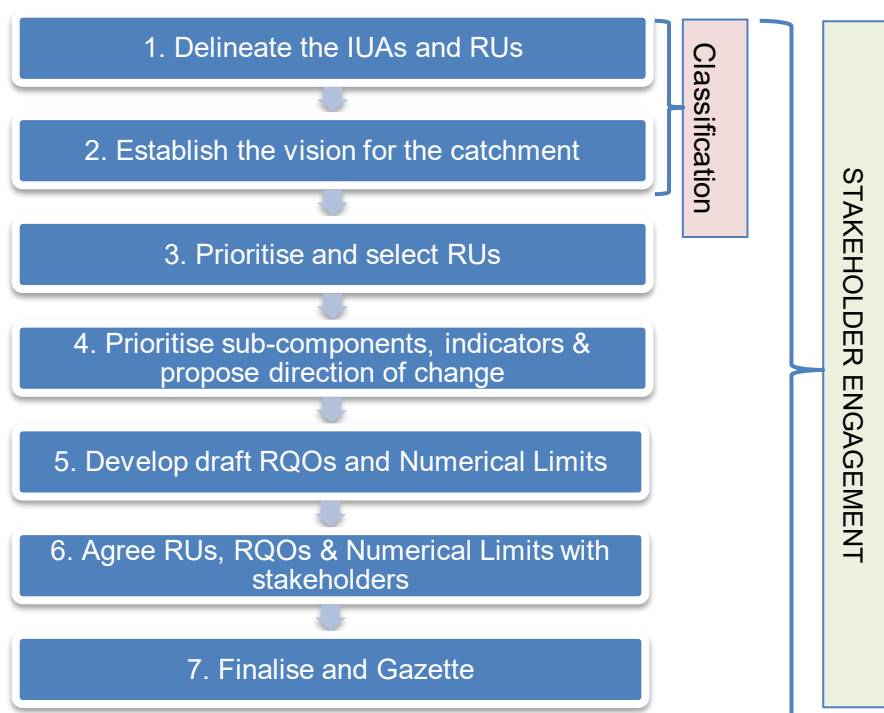 1. Delineate the IUAs and RUs
2. Establish the vision for the catchment
3. Prioritise and select RUs
4. Prioritise sub-components, indicators &
propose direction of change
5. Develop draft RQOs and Numerical Limits
6. Agree RUs, RQOs & Numerical Limits with
stakeholders
7. Finalise and Gazette
Classification
STAKEHOLDER ENGAGEMENT